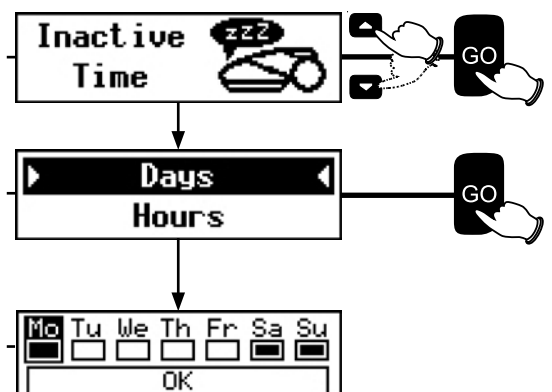 Inactive
Time
zzZ
GO
Days
Hours
GO
Mo Tu We Th Fr Sa Su
OK